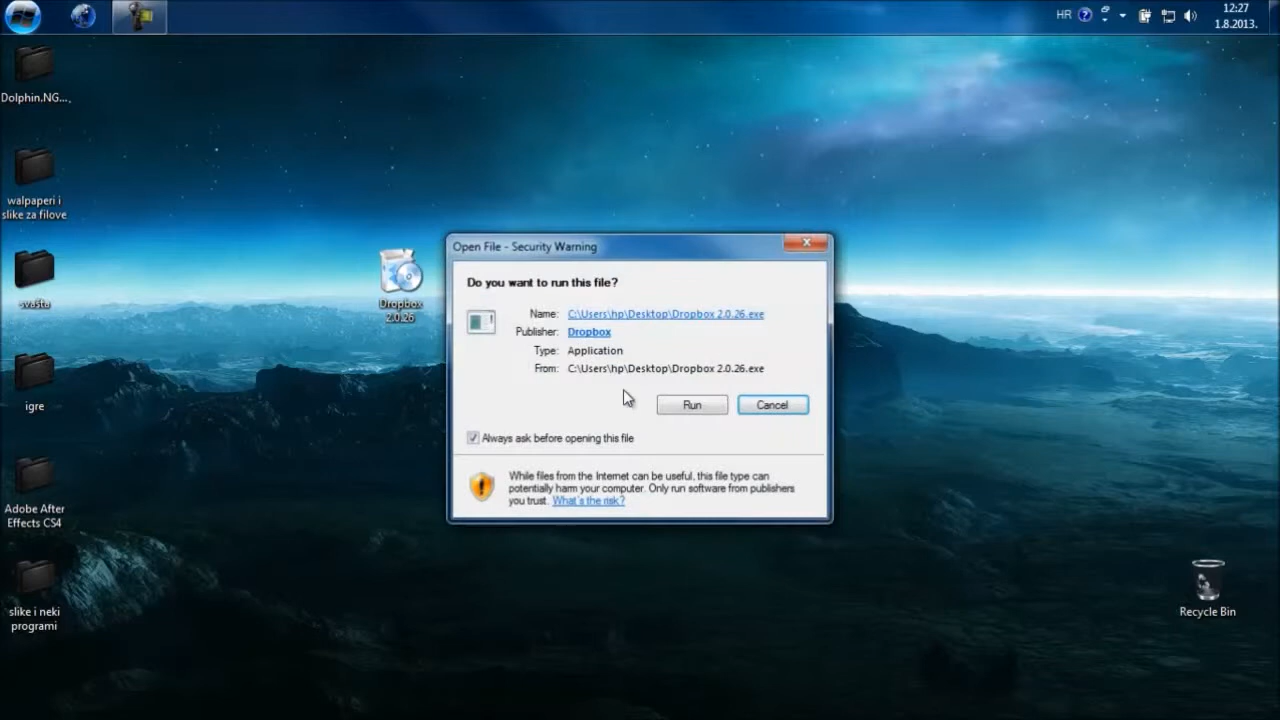 HR
12:27
1.8.2013.
Dolphin.NG...
walpaperi i
slike za filove
svašta
igre
Adobe After
Effects CS4
slike i neki
programi
Dropbox
2.0.26
Open File - Security Warning
Do you want to run this file?
Name: C:\Users\hp\Desktop\Dropbox 2.0.26.exe
Publisher: Dropbox
Type: Application
From: C:\Users\hp\Desktop\Dropbox 2.0.26.exe
Run Cancel
Always ask before opening this file
While files from the Internet can be useful, this file type can
potentially harm your computer. Only run software from publishers
you trust. What's the risk?
Recycle Bin